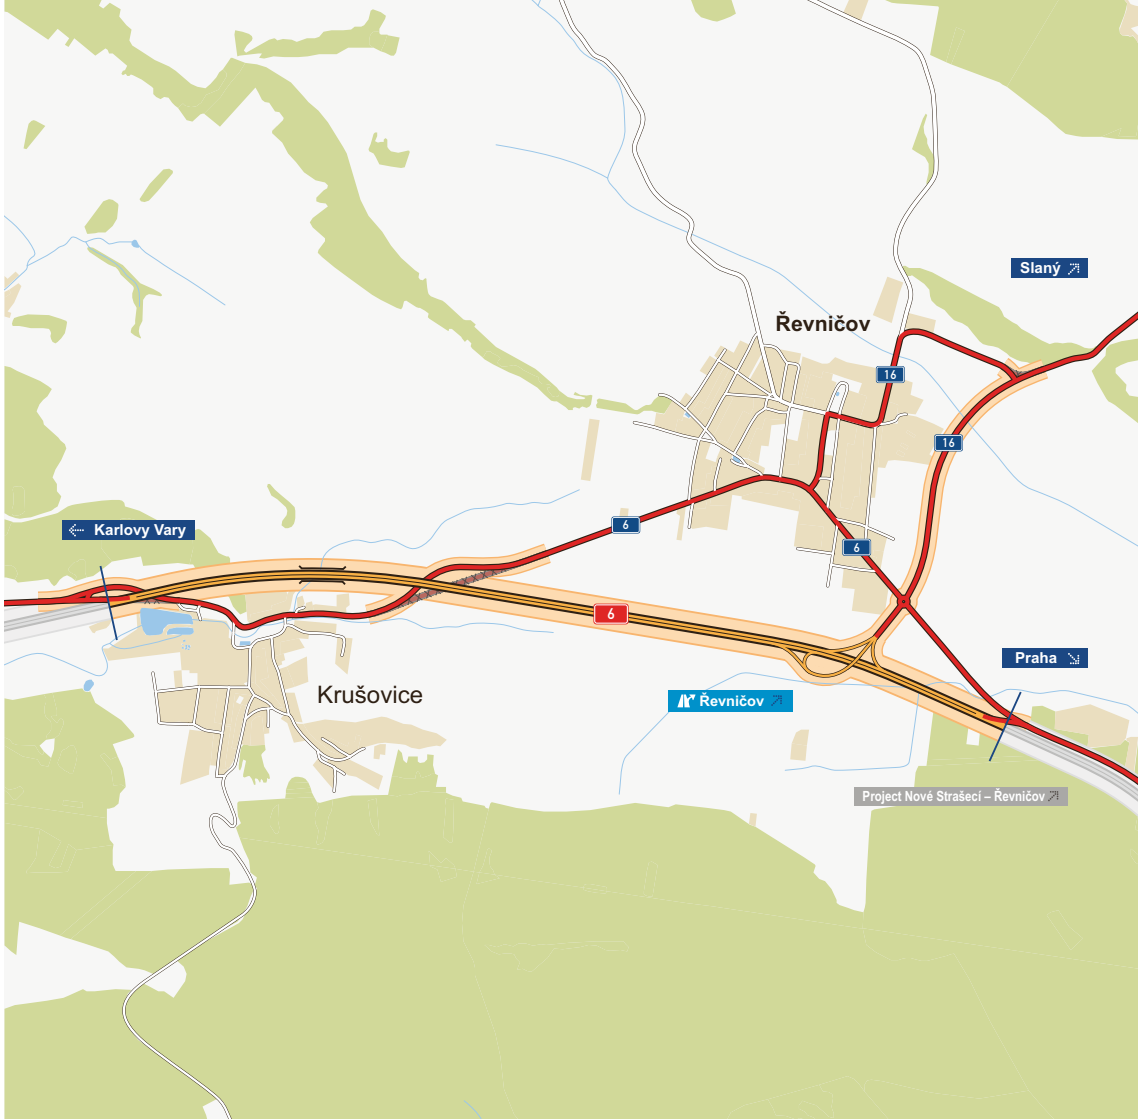 Slaný
Řevničov
16
16
Karlovy Vary
6
6
6
Praha
Krušovice
Řevničov
Project Nové Strašecí – Řevničov